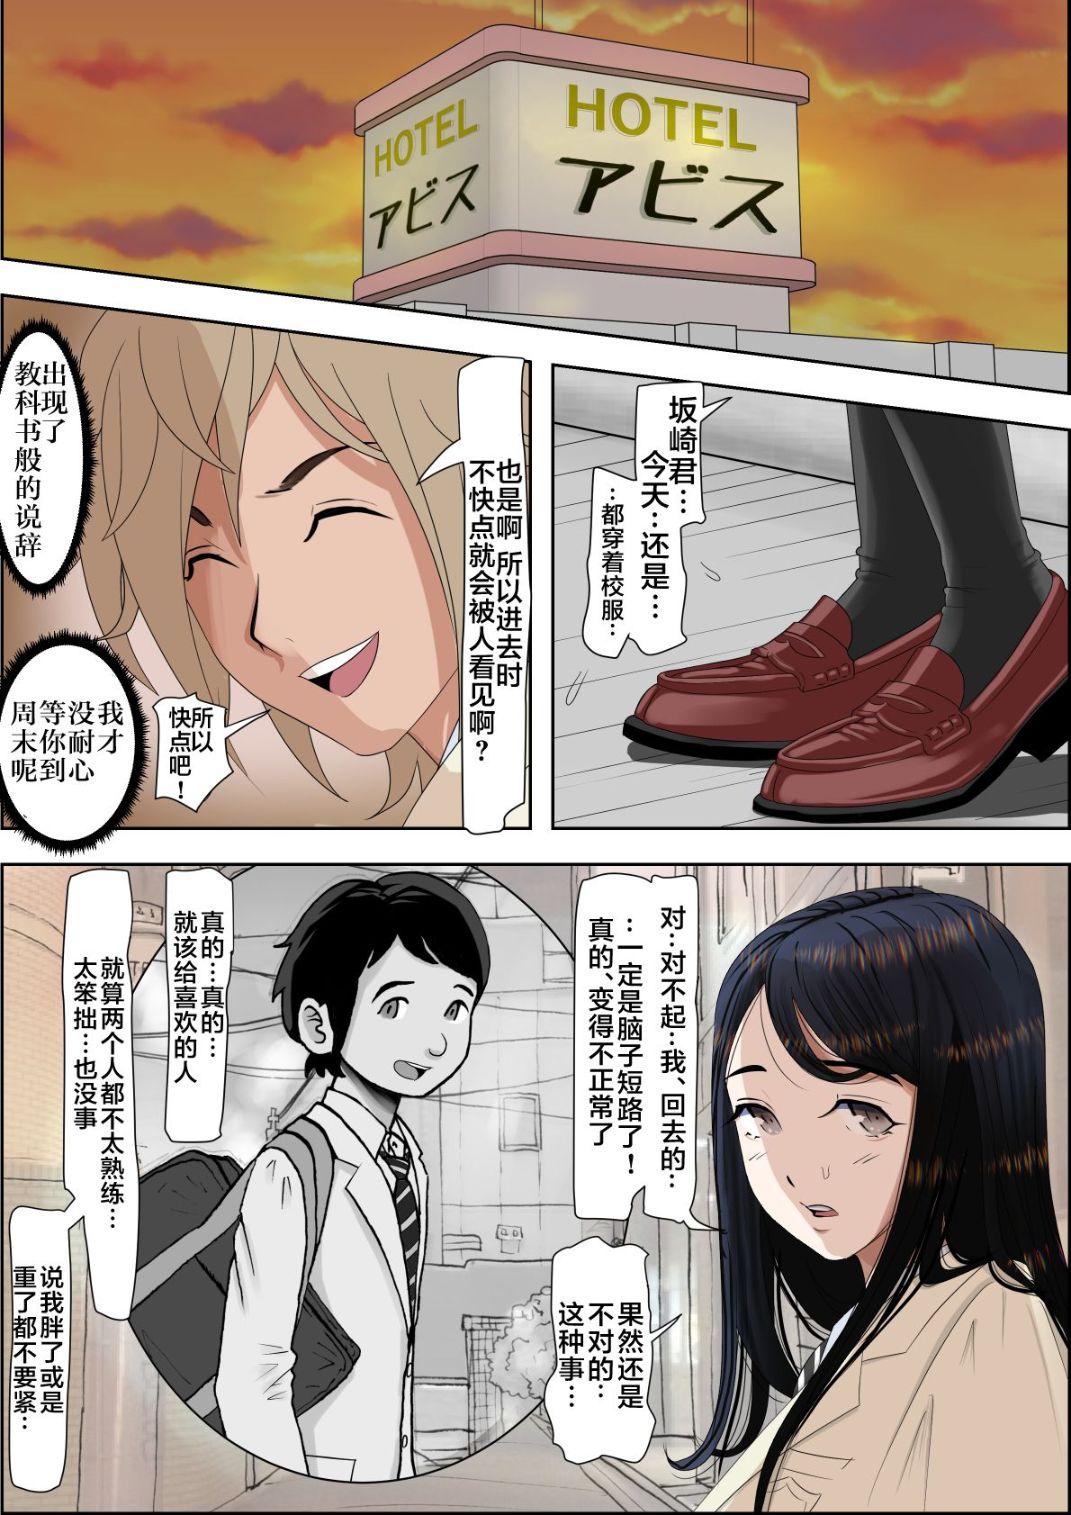 HOTEL
アビス
HOTEL
アビス
坂崎君…
今天…还是…
…都穿着校服…
也是啊 所以进去时
不快点就会被人看见啊？
所以
快点吧！
出现了
教科书般的说辞
我才
没耐心
等你到
周末呢
对…对不起…我、回去的…
…一定是脑子短路了！
真的、变得不正常了
果然还是
不对的…
这种事…
真的…真的…
就该给喜欢的人
就算两个人都不太熟练…
太笨拙…也没事
说我胖了或是
重了都不要紧…